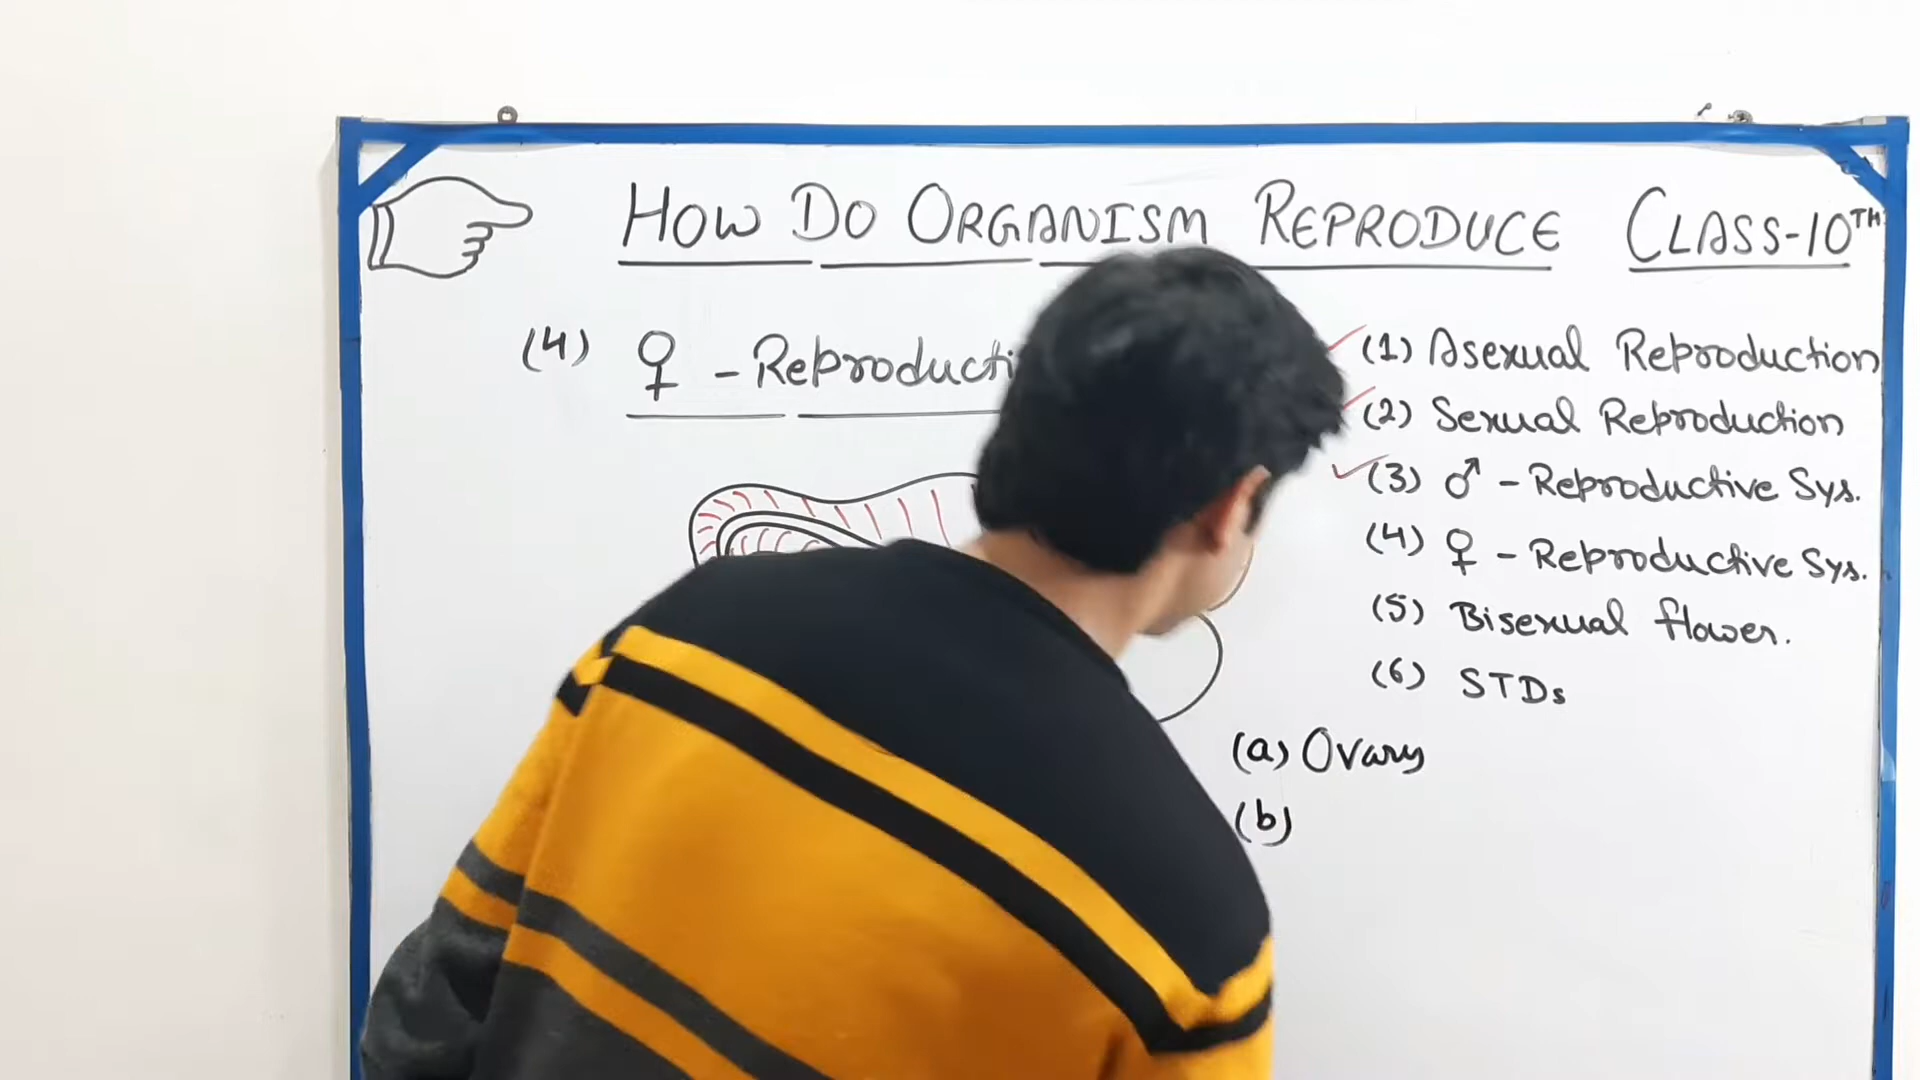 HOW DO ORGANISM REPRODUCE CLASS-10TH
(4) ♀ - Reproducti
(1) Asexual Reproduction
(2) Sexual Reproduction
(3) ♂ - Reproductive Sys.
(4) ♀ - Reproductive Sys.
(5) Bisexual flower.
(6) STDs
(a) Ovary
(b)